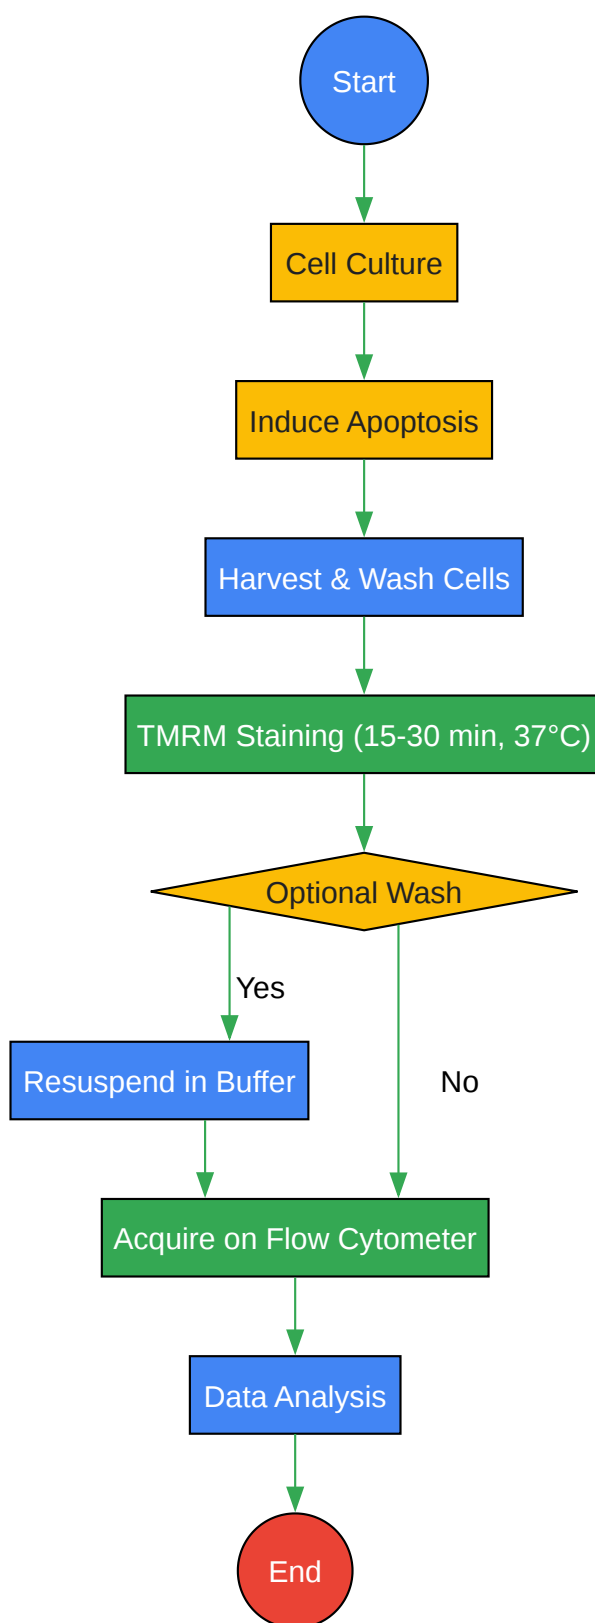 Start
Cell Culture
Induce Apoptosis
Harvest & Wash Cells
TMRM Staining (15-30 min, 37°C)
Optional Wash
Yes
Resuspend in Buffer
No
Acquire on Flow Cytometer
Data Analysis
End